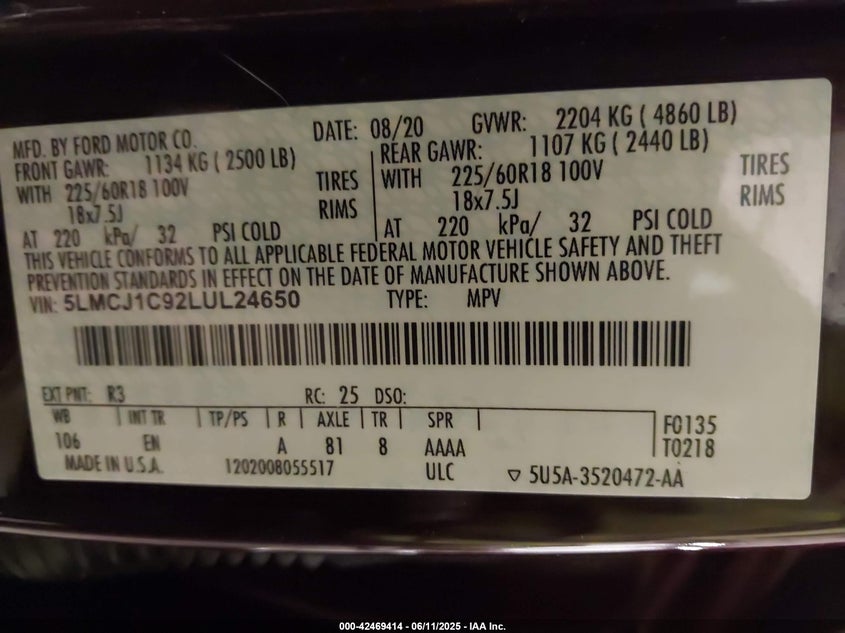 MFD. BY FORD MOTOR CO. DATE: 08/20 GVWR: 2204 KG ( 4860 LB)
FRONT GAWR: 1134 KG ( 2500 LB) REAR GAWR: 1107 KG ( 2440 LB)
WITH 225/60R18 100V TIRES WITH 225/60R18 100V TIRES
18x7.5J RIMS 18x7.5J RIMS
AT 220 kPa/ 32 PSI COLD AT 220 kPa/ 32 PSI COLD
THIS VEHICLE CONFORMS TO ALL APPLICABLE FEDERAL MOTOR VEHICLE SAFETY AND THEFT
PREVENTION STANDARDS IN EFFECT ON THE DATE OF MANUFACTURE SHOWN ABOVE.
VIN: 5LMCJ1C92LUL24650 TYPE: MPV
EXT PNT: R3 RC: 25 DSO:
WB INT TR TP/PS R AXLE TR SPR F0135
106 EN A 81 8 AAAA T0218
MADE IN U.S.A. 1202008055517 ULC ▽ 5U5A-3520472-AA
000-42469414 - 06/11/2025 - IAA Inc.